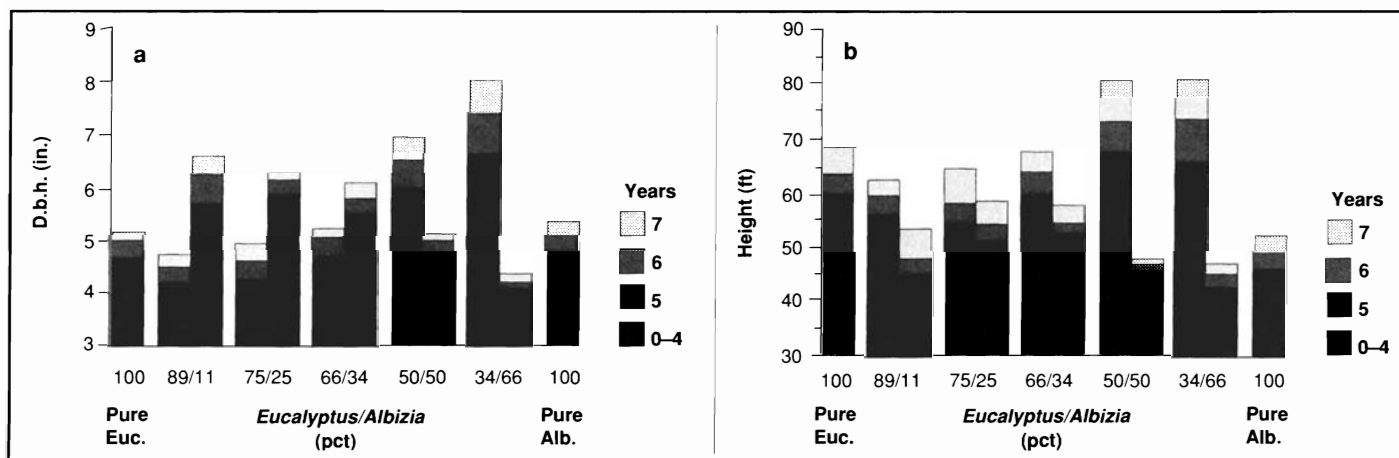 a
9
8
7
6
5
4
3
D.b.h. (in.)
Years
7
6
5
0–4
100 89/11 75/25 66/34 50/50 34/66 100
Pure Euc.
Eucalyptus/Albizia (pct)
Pure Alb.
b
90
80
70
60
50
40
30
Height (ft)
Years
7
6
5
0–4
100 89/11 75/25 66/34 50/50 34/66 100
Pure Euc.
Eucalyptus/Albizia (pct)
Pure Alb.